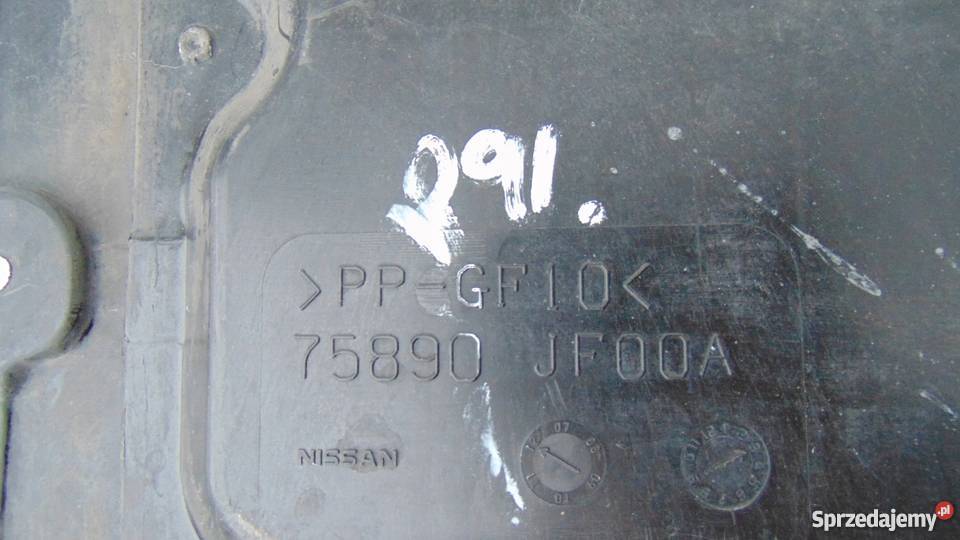 291.
>PP-GF10<
75890 JF00A
NISSAN
Sprzedajemy.pl